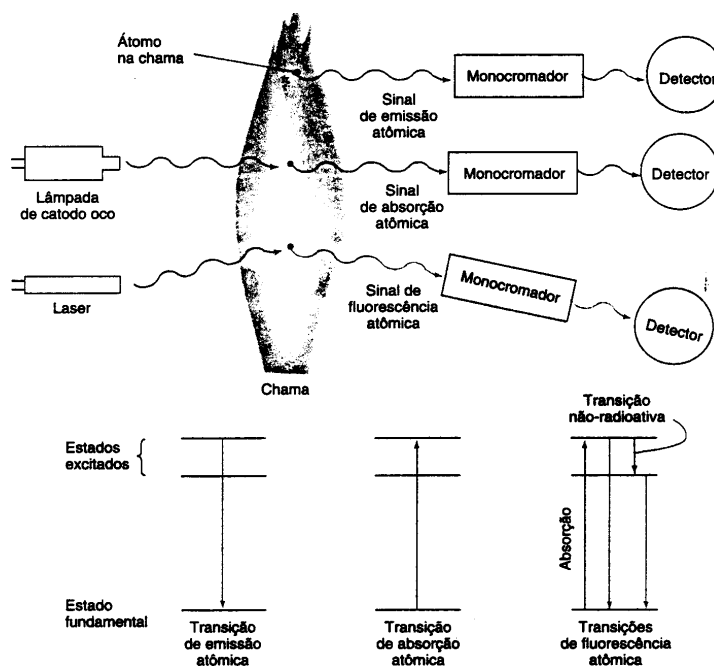 Átomo
na chama
Monocromador
Detector
Sinal
de emissão
atômica
Lâmpada
de catodo oco
Monocromador
Detector
Sinal
de absorção
atômica
Laser
Sinal de
fluorescência
atômica
Monocromador
Detector
Chama
Transição
não-radioativa
Estados
excitados
Absorção
Estado
fundamental
Transição
de emissão
atômica
Transição
de absorção
atômica
Transições
de fluorescência
atômica